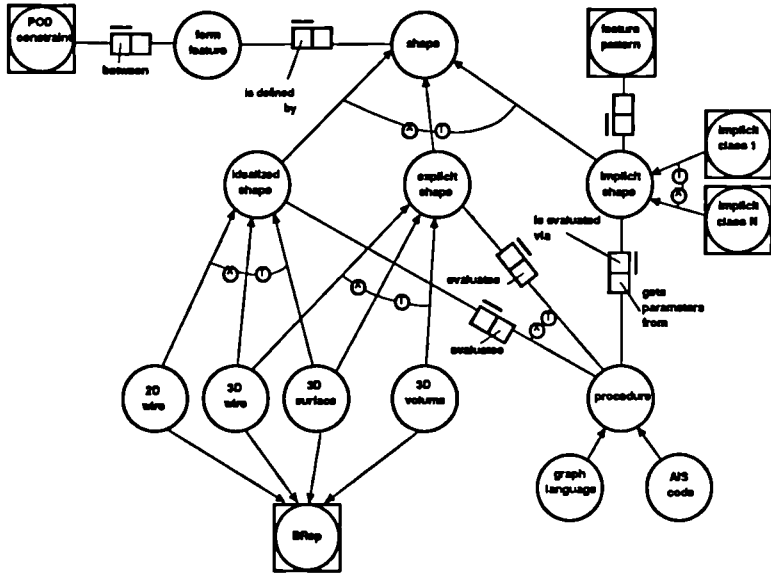 POD
constraint
form
feature
shape
feature
pattern
between
is defined
by
X
T
implicit
class 1
idealized
shape
explicit
shape
implicit
shape
T
X
implicit
class N
is evaluated
via
evaluates
X
T
X
T
gets
parameters
from
evaluates
X
T
2D
wire
3D
wire
3D
surface
3D
volume
procedure
graph
language
AIS
code
BRep